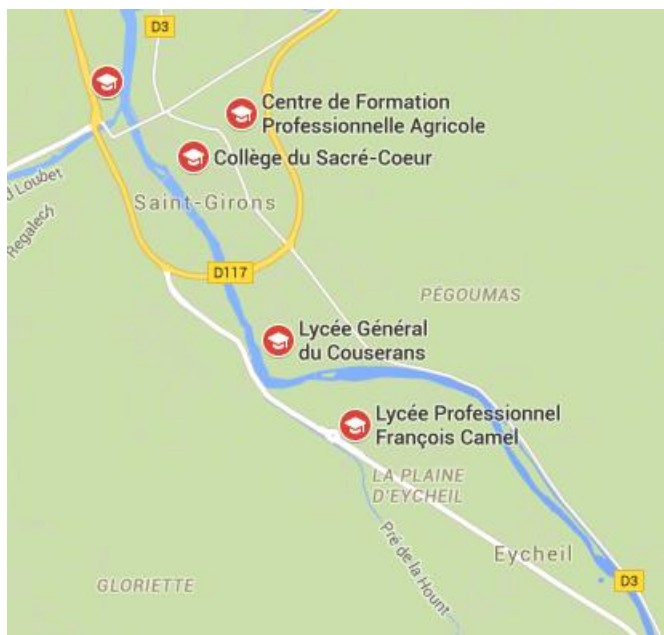 D3
Centre de Formation
Professionnelle Agricole
Collège du Sacré-Coeur
d Loubet
Saint-Girons
Regalech
D117
PÉGOUMAS
Lycée Général
du Couserans
Lycée Professionnel
François Camel
LA PLAINE
D'EYCHEIL
Pré de la Hount
Eycheil
D3
GLORIETTE